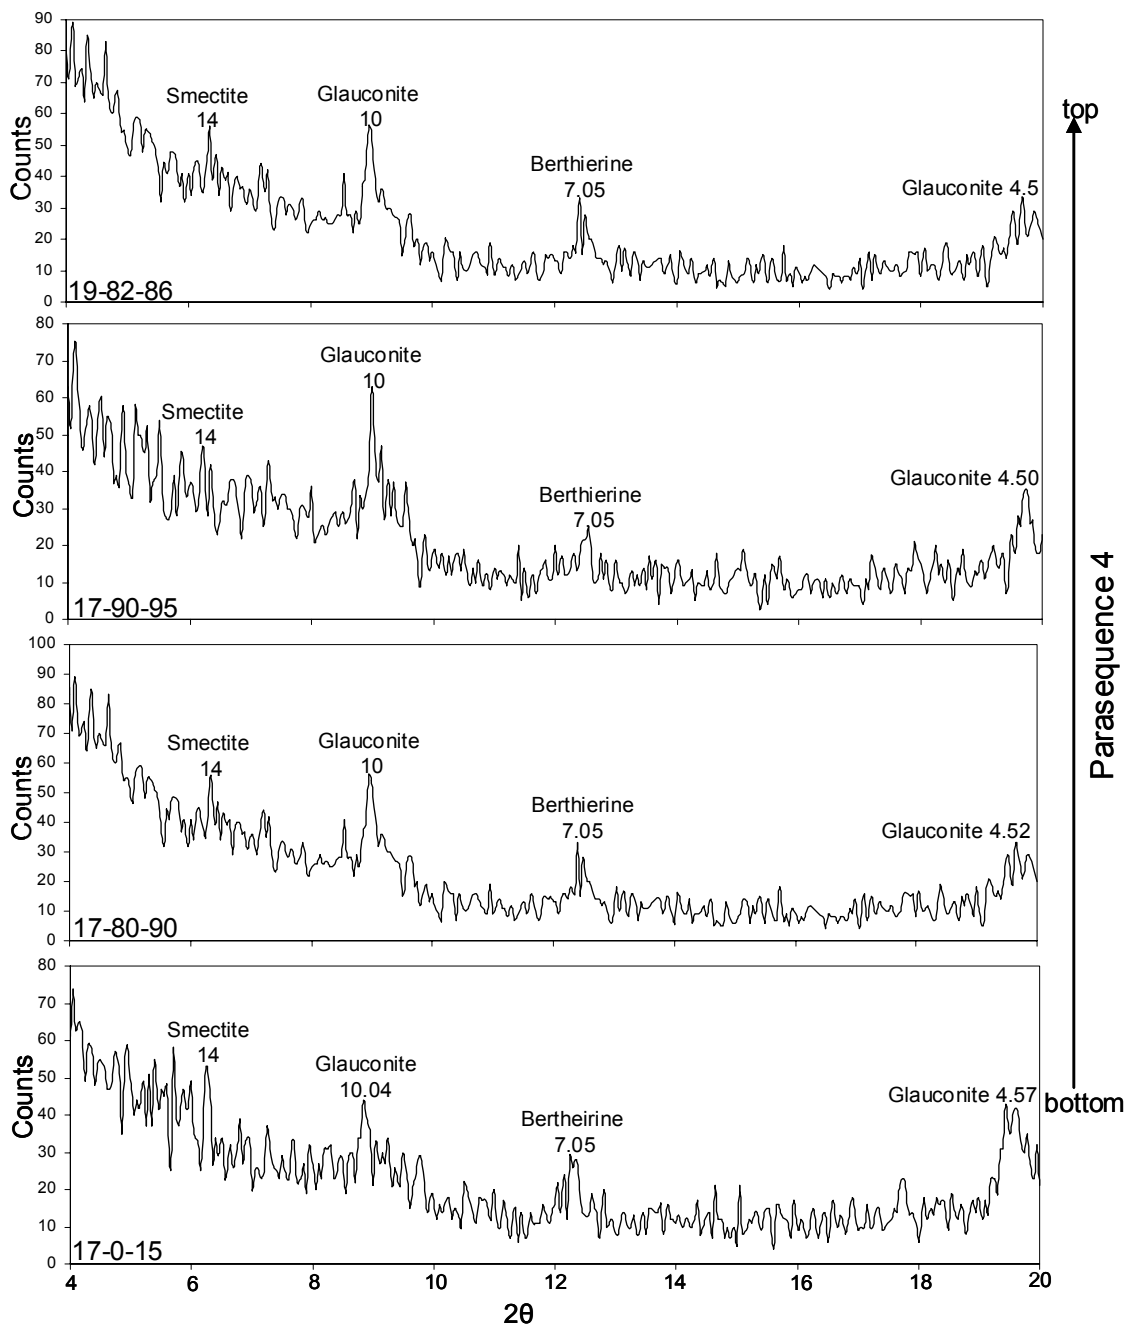 90
80
70
60
50
40
30
20
10
0
Counts
Smectite
14
Glauconite
10
Berthierine
7.05
Glauconite 4.5
19-82-86
top
80
70
60
50
40
30
20
10
0
Counts
Glauconite
10
Smectite
14
Berthierine
7.05
Glauconite 4.50
17-90-95
Parasequence 4
100
90
80
70
60
50
40
30
20
10
0
Counts
Smectite
14
Glauconite
10
Berthierine
7.05
Glauconite 4.52
17-80-90
80
70
60
50
40
30
20
10
0
Counts
Smectite
14
Glauconite
10.04
Bertheirine
7.05
Glauconite 4.57
bottom
17-0-15
4 6 8 10 12 14 16 18 20
2θ